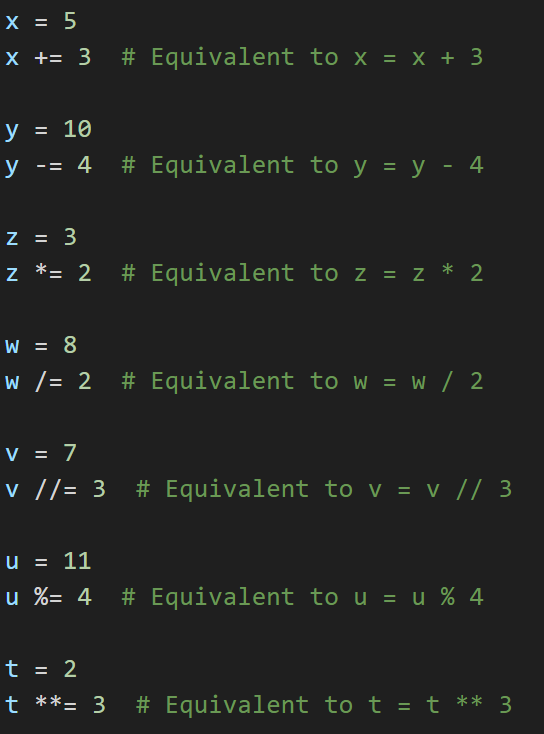 x = 5
x += 3  # Equivalent to x = x + 3
y = 10
y -= 4  # Equivalent to y = y - 4
z = 3
z *= 2  # Equivalent to z = z * 2
w = 8
w /= 2  # Equivalent to w = w / 2
v = 7
v //= 3  # Equivalent to v = v // 3
u = 11
u %= 4  # Equivalent to u = u % 4
t = 2
t **= 3  # Equivalent to t = t ** 3